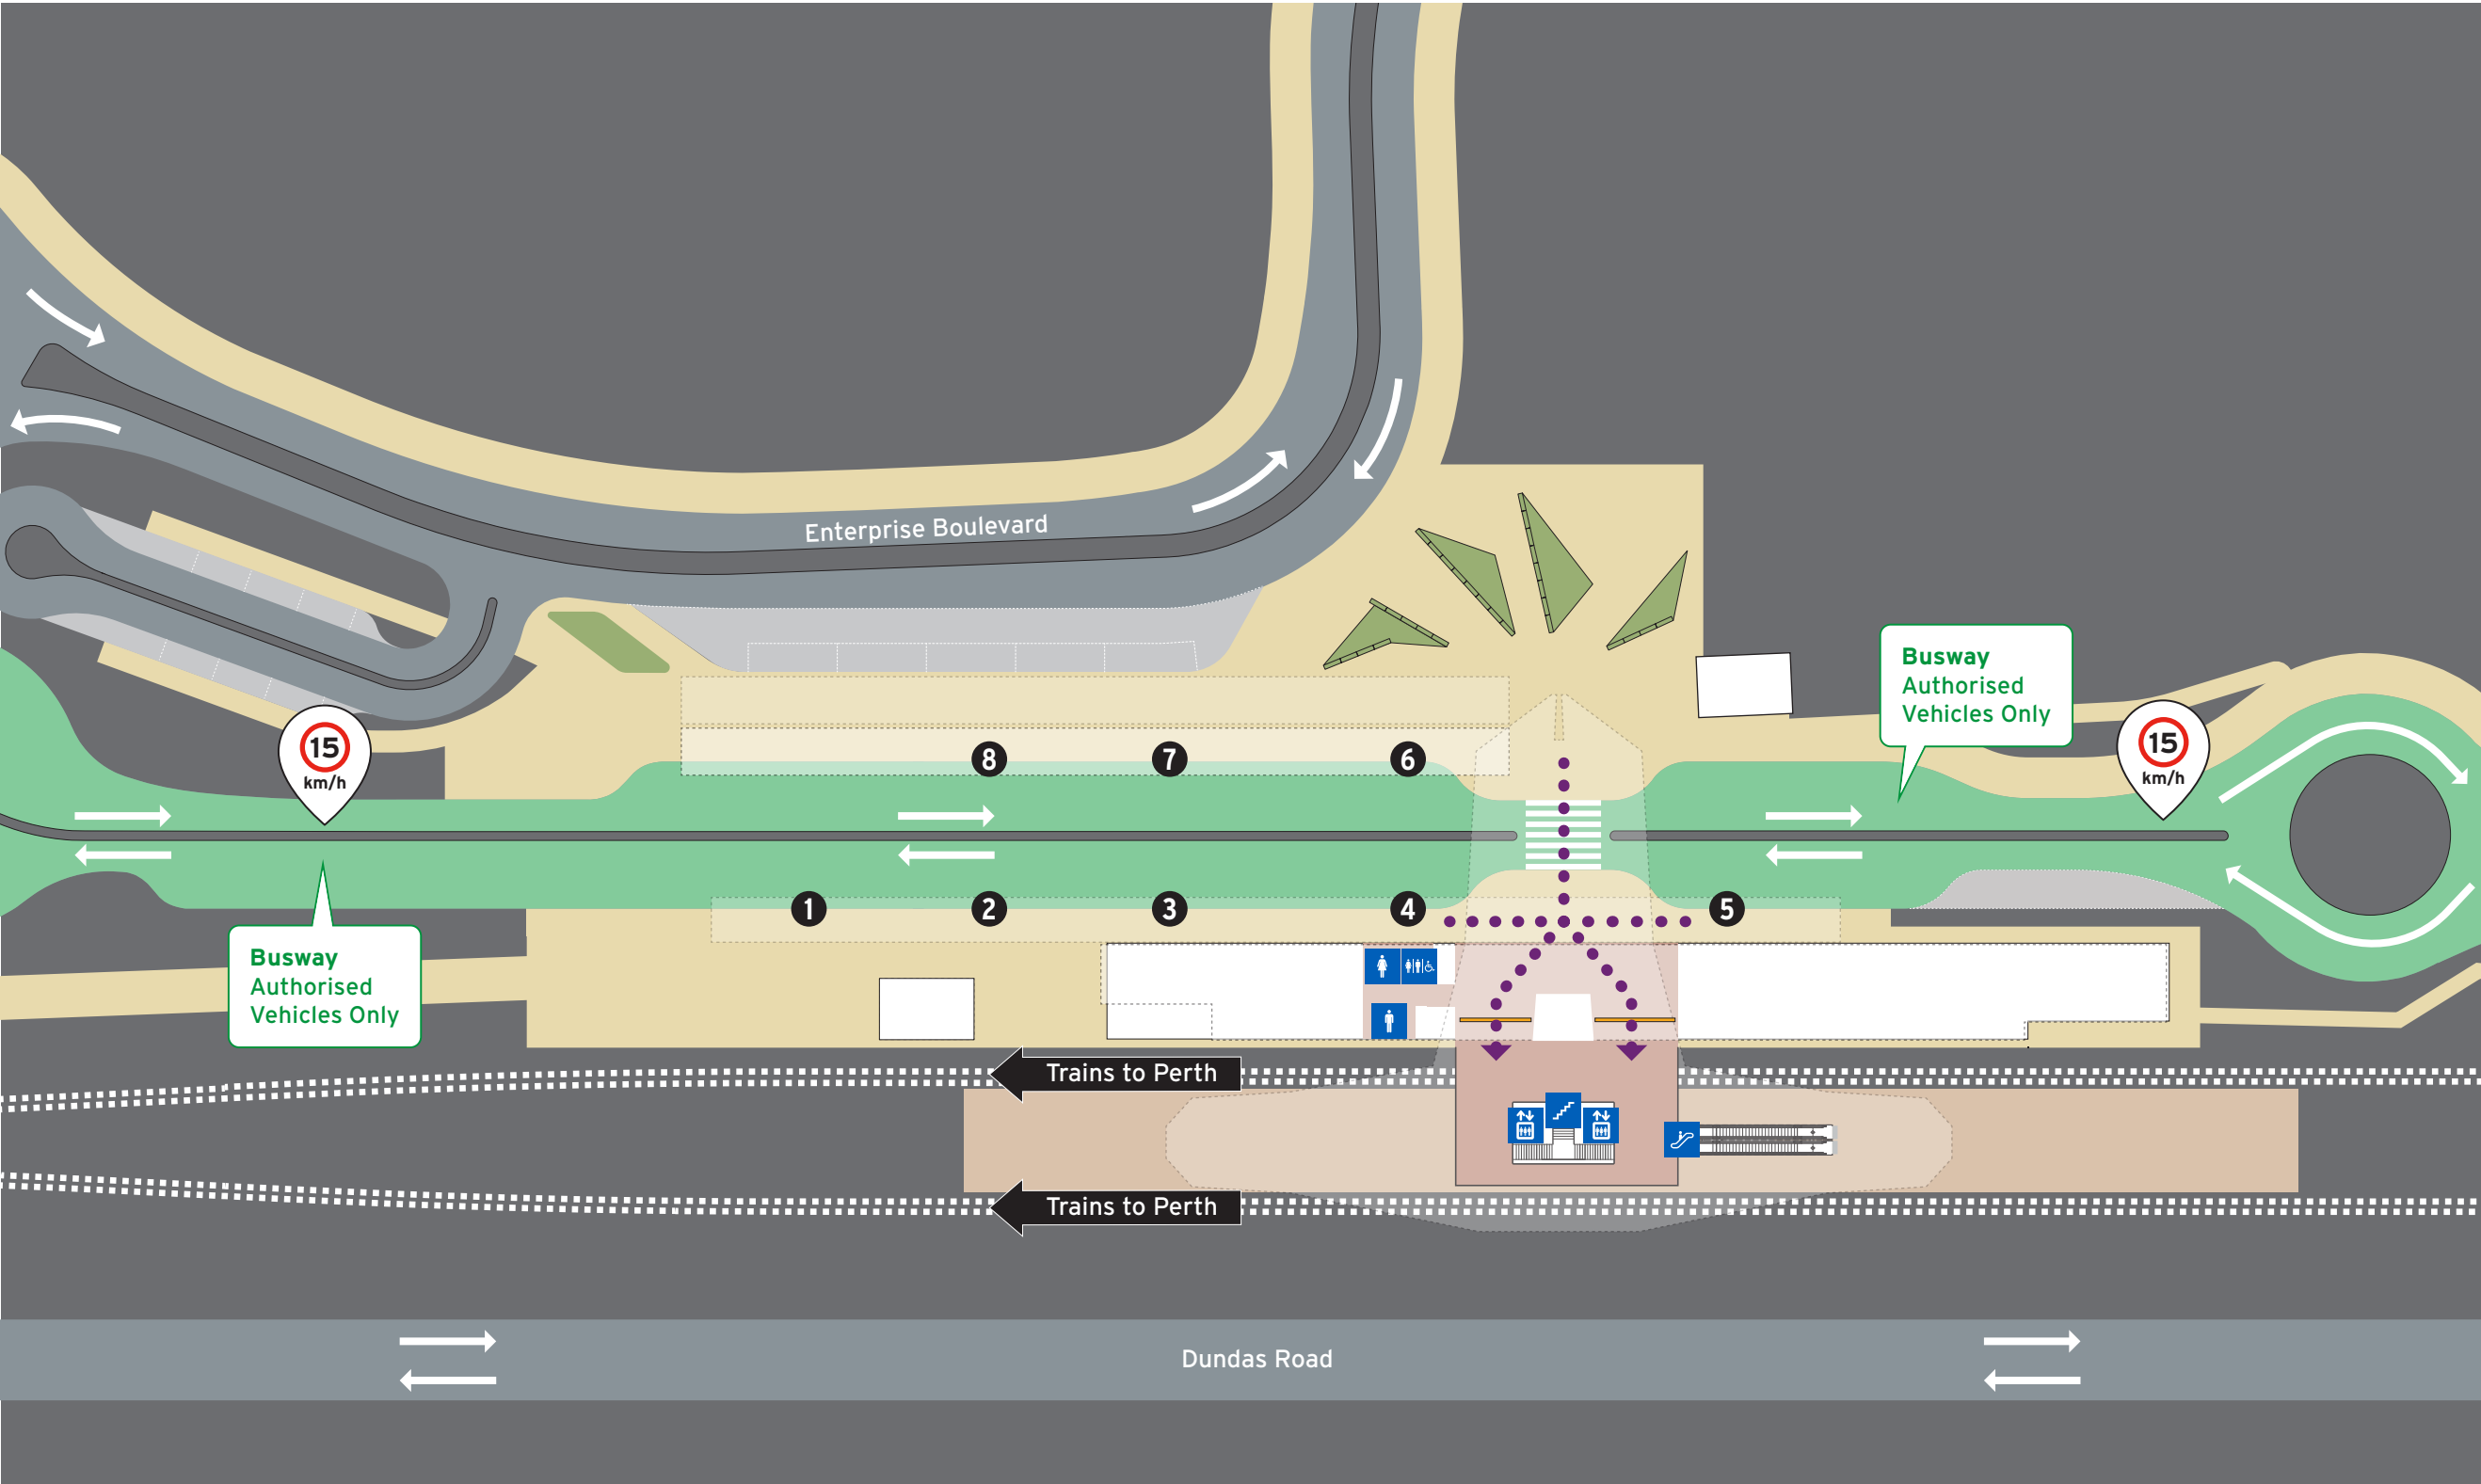 Enterprise Boulevard
Busway
Authorised
Vehicles Only
15
km/h
15
km/h
8
7
6
1
2
3
4
5
Busway
Authorised
Vehicles Only
Trains to Perth
Trains to Perth
Dundas Road